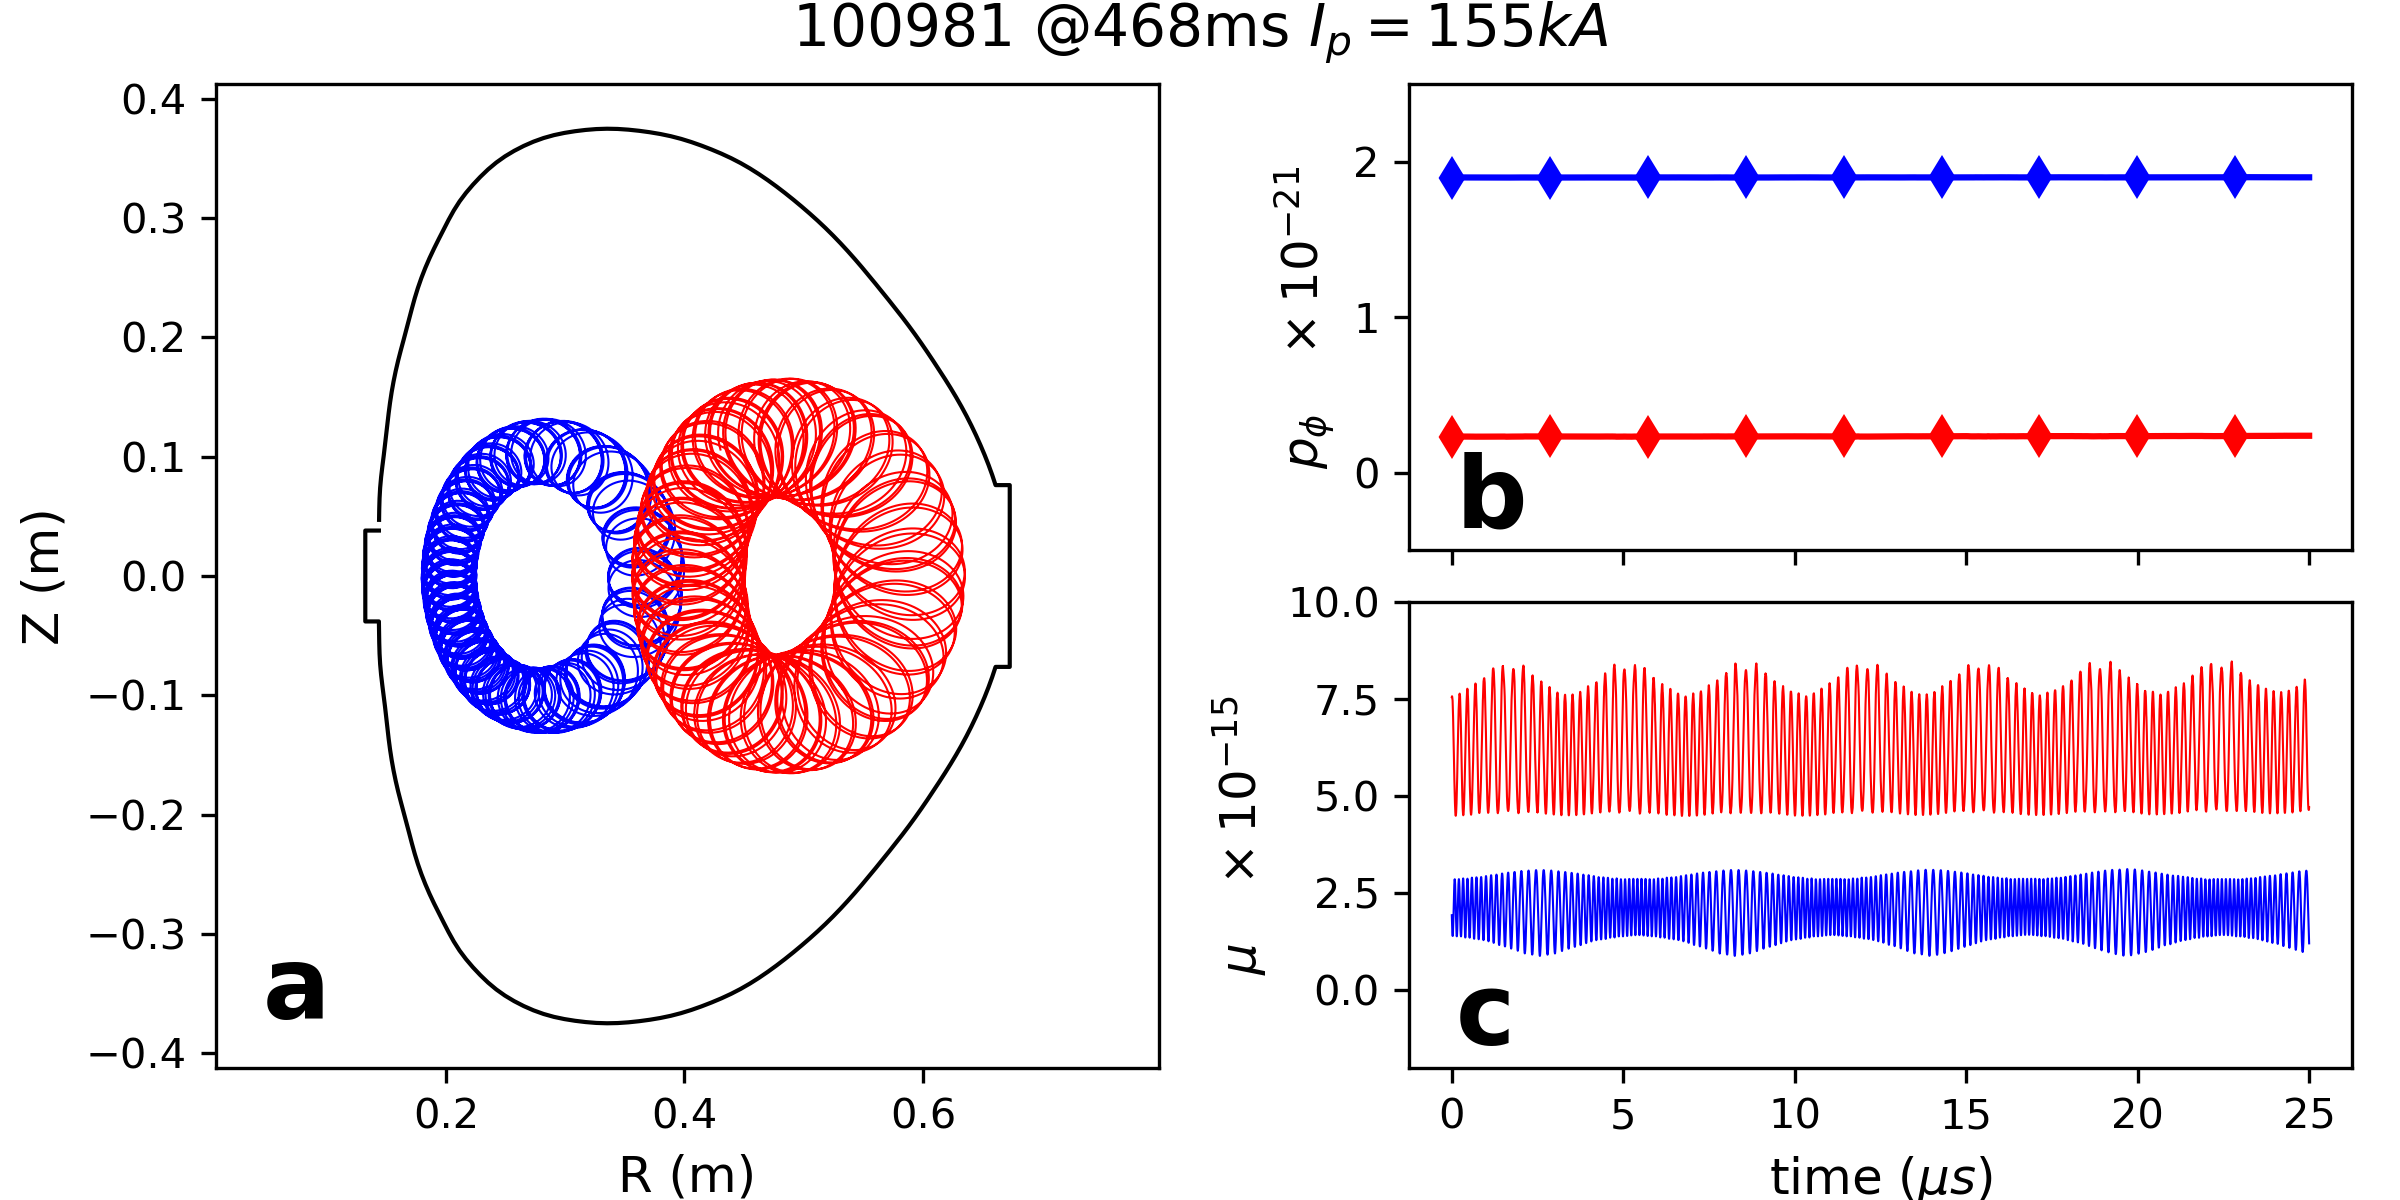 100981 @468ms I_p = 155kA
Z (m)
0.4
0.3
0.2
0.1
0.0
−0.1
−0.2
−0.3
−0.4
0.2 0.4 0.6
R (m)
a
p_ϕ × 10^−21
2
1
0
b
μ × 10^−15
10.0
7.5
5.0
2.5
0.0
c
0 5 10 15 20 25
time (μs)